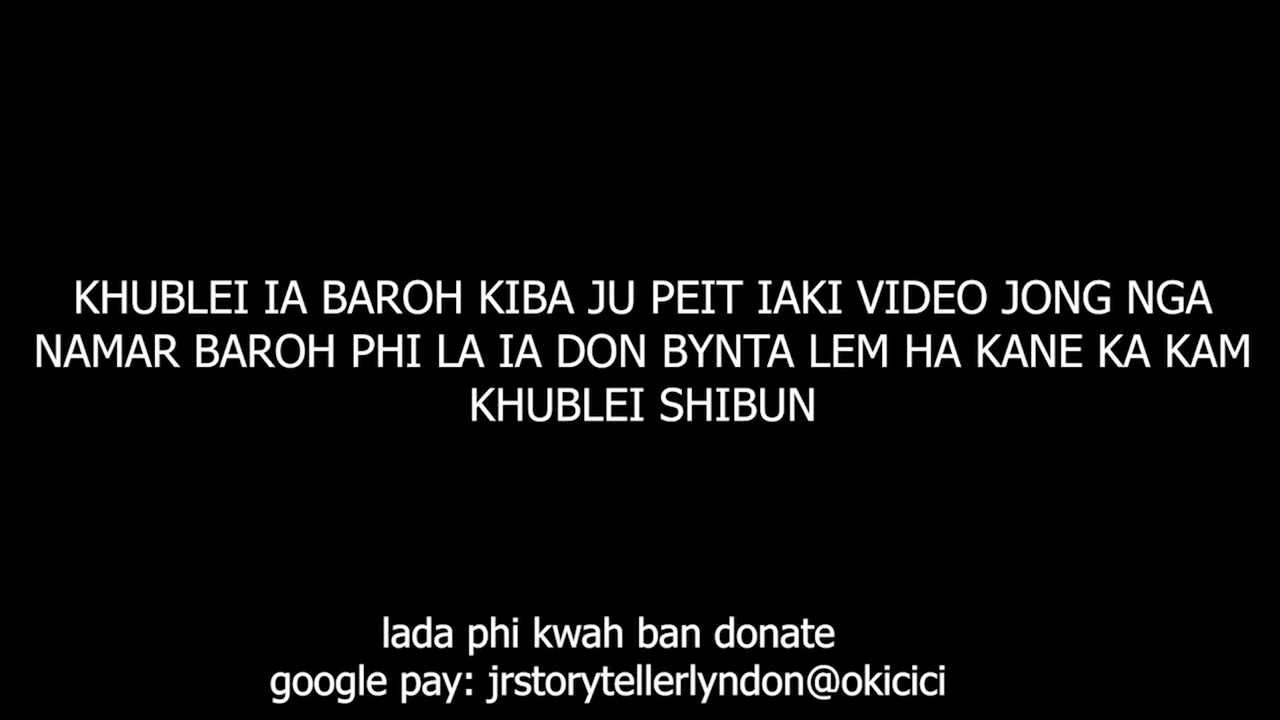 KHUBLEI IA BAROH KIBA JU PEIT IAKI VIDEO JONG NGA
NAMAR BAROH PHI LA IA DON BYNTA LEM HA KANE KA KAM
KHUBLEI SHIBUN
lada phi kwah ban donate
google pay: jrstorytellerlyndon@okicici